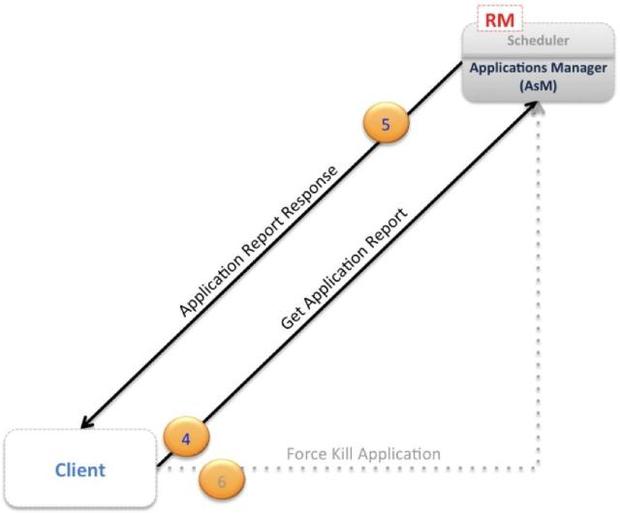 RM
Scheduler
Applications Manager
(AsM)
5
Application Report Response
Get Application Report
4
Force Kill Application
Client
6